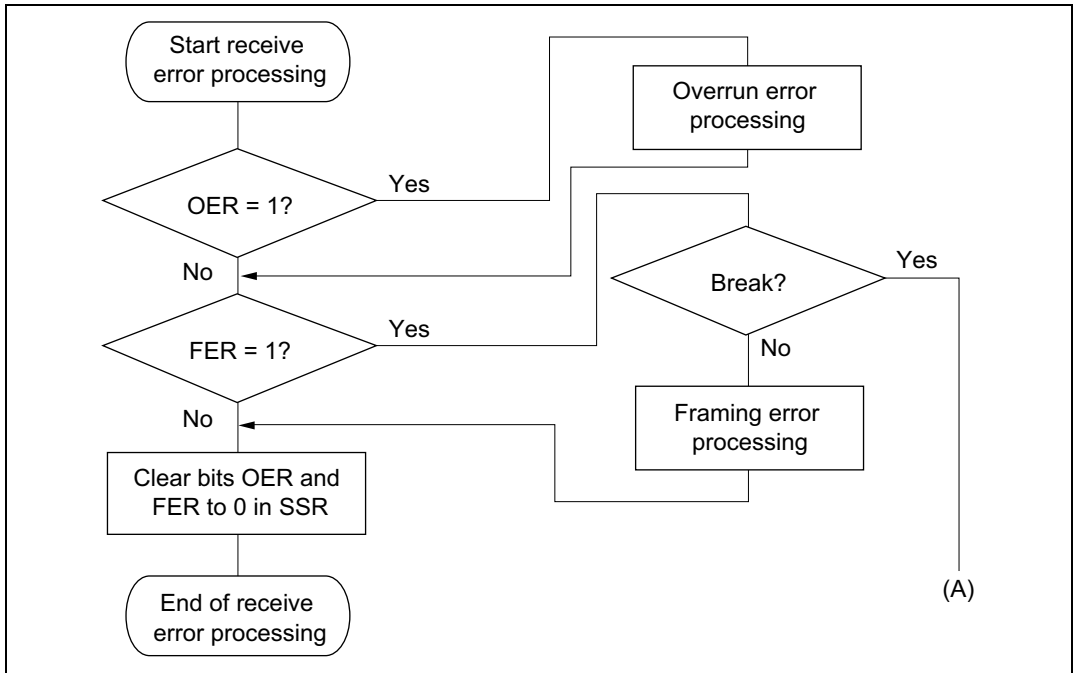 Start receive
error processing
OER = 1?
Yes
Overrun error
processing
No
FER = 1?
Yes
Break?
Yes
No
Framing error
processing
No
Clear bits OER and
FER to 0 in SSR
End of receive
error processing
(A)